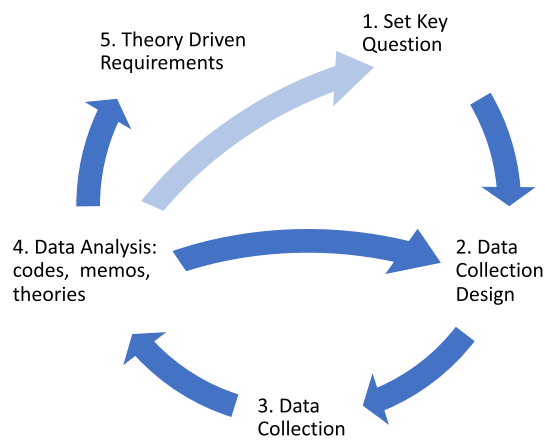 1. Set Key
Question
2. Data
Collection
Design
3. Data
Collection
4. Data Analysis:
codes, memos,
theories
5. Theory Driven
Requirements